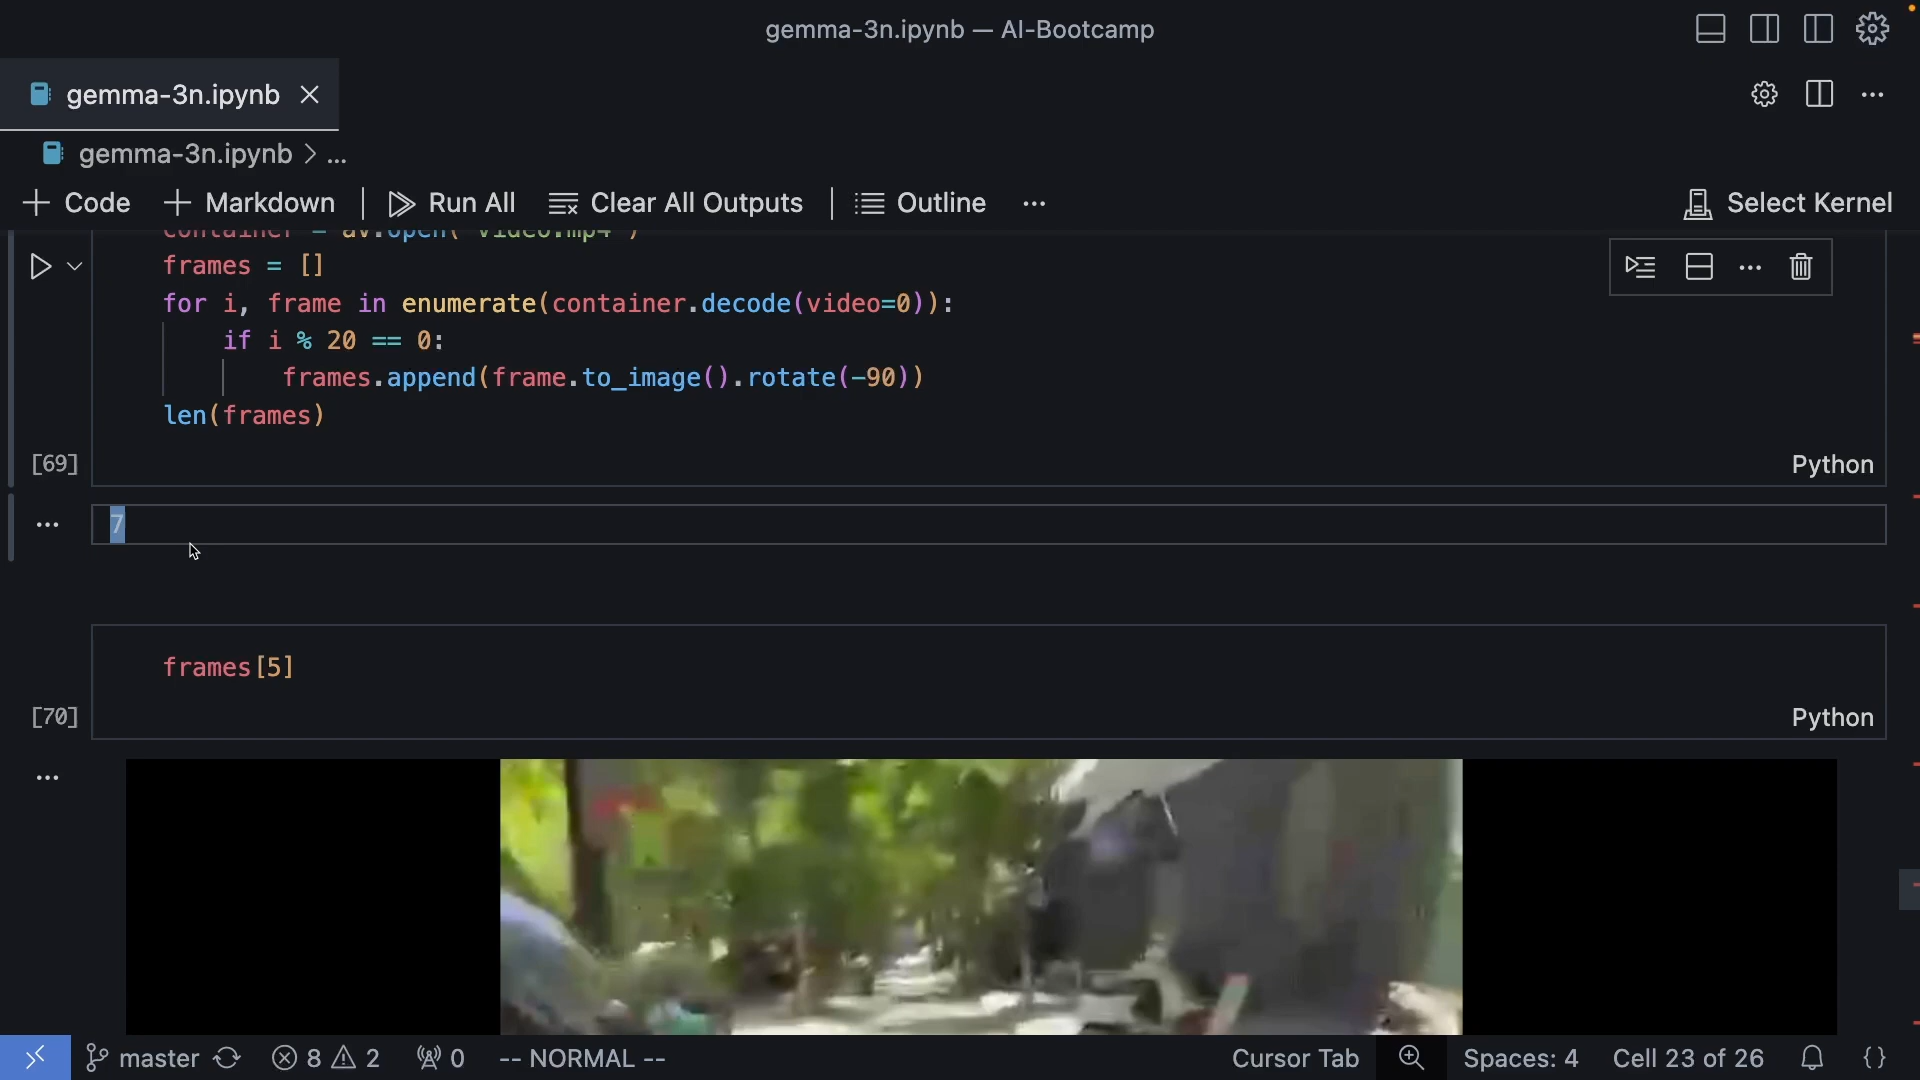 gemma-3n.ipynb — AI-Bootcamp
gemma-3n.ipynb
gemma-3n.ipynb > ...
+ Code + Markdown Run All Clear All Outputs Outline ... Select Kernel
container = av.open("video.mp4")
frames = []
for i, frame in enumerate(container.decode(video=0)):
if i % 20 == 0:
frames.append(frame.to_image().rotate(-90))
len(frames)
[69] Python
7
frames[5]
[70] Python
master 8 2 0 -- NORMAL -- Cursor Tab Spaces: 4 Cell 23 of 26 {}